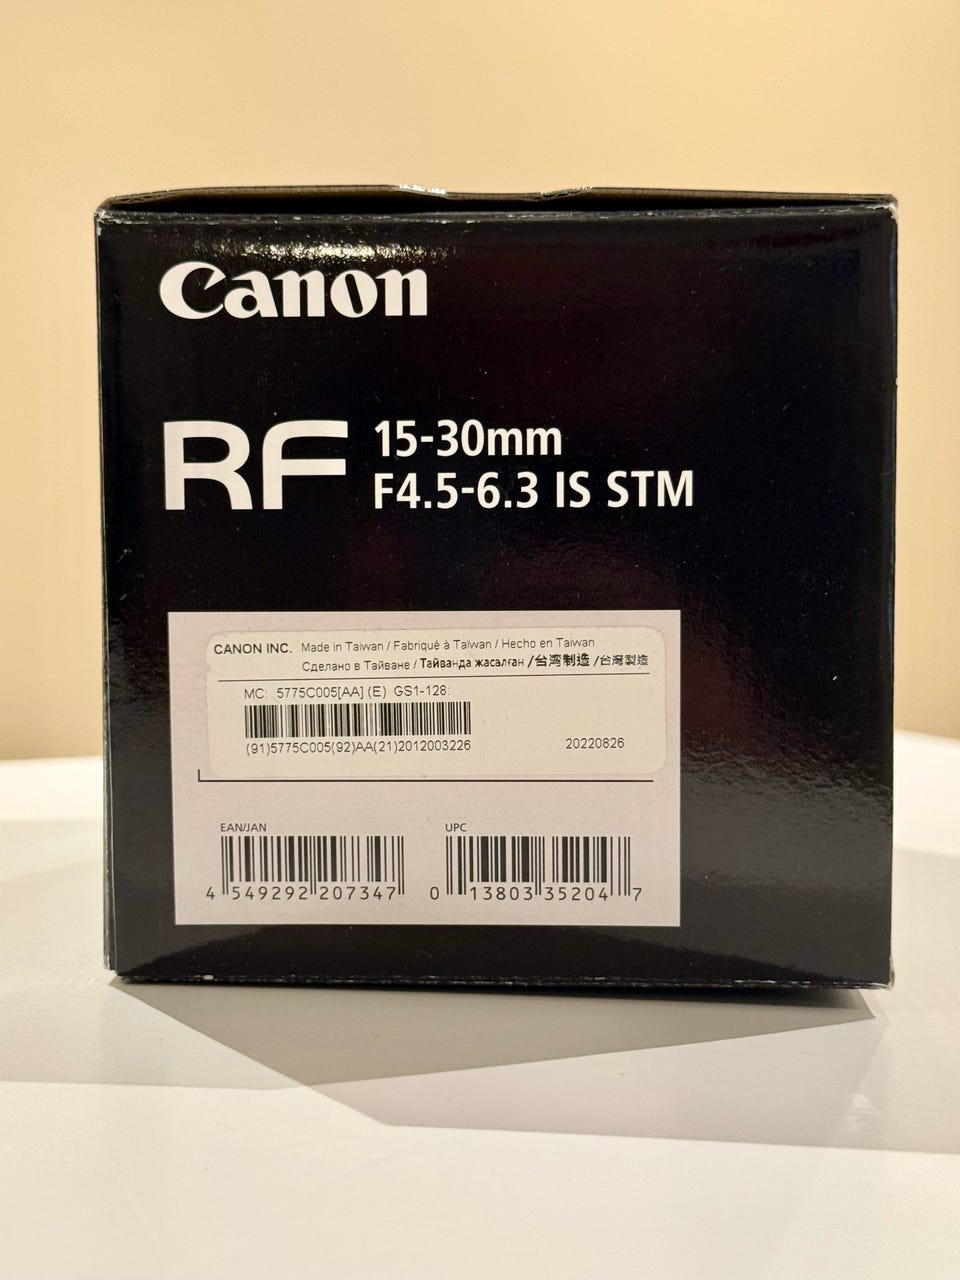 Canon
RF 15-30mm
F4.5-6.3 IS STM
CANON INC. Made in Taiwan / Fabriqué à Taïwan / Hecho en Taiwan
Сделано в Тайване / Тайванда жасалған /台湾制造 /台灣製造
MC: 5775C005[AA] (E) GS1-128:
(91)5775C005(92)AA(21)2012003226
20220826
EAN/JAN
4 549292 207347
UPC
0 13803 35204 7